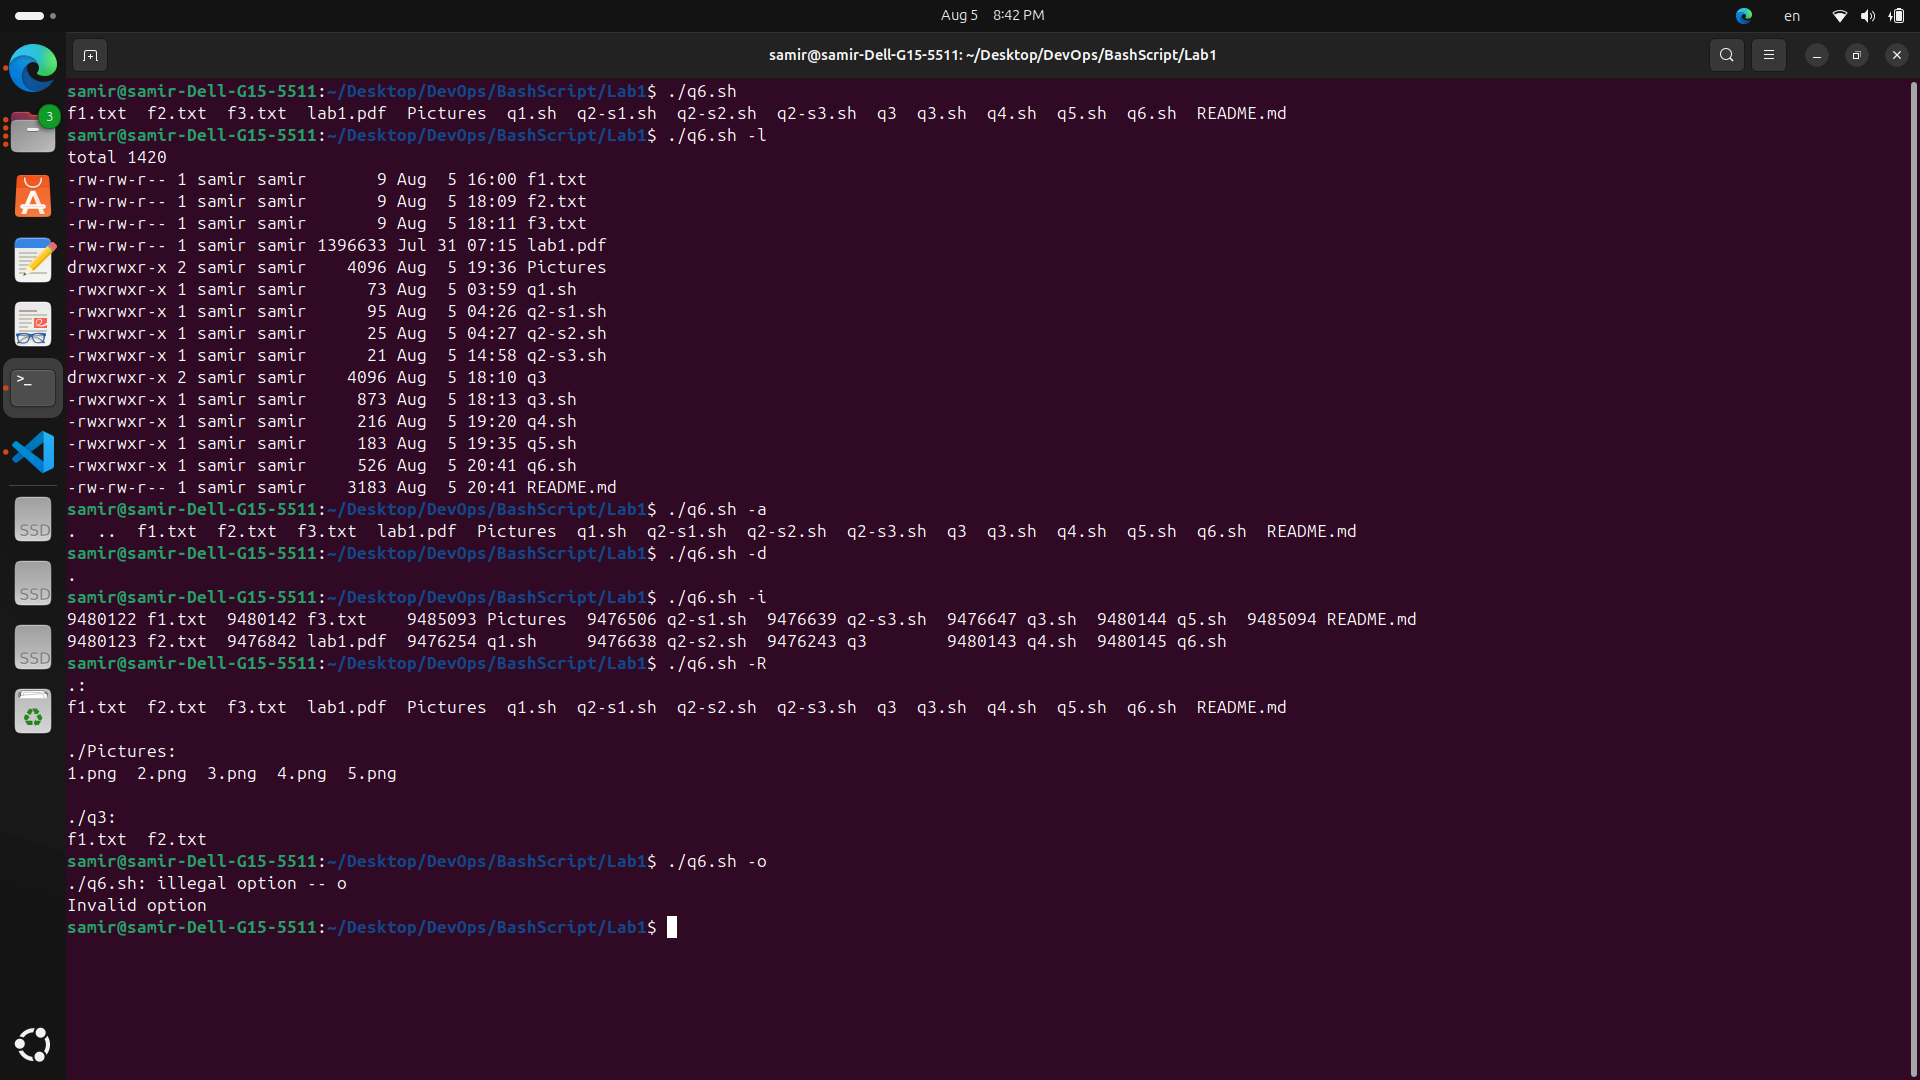 Aug 5 8:42 PM
en
samir@samir-Dell-G15-5511: ~/Desktop/DevOps/BashScript/Lab1
3
SSD
SSD
SSD
samir@samir-Dell-G15-5511:~/Desktop/DevOps/BashScript/Lab1$ ./q6.sh
f1.txt  f2.txt  f3.txt  lab1.pdf  Pictures  q1.sh  q2-s1.sh  q2-s2.sh  q2-s3.sh  q3  q3.sh  q4.sh  q5.sh  q6.sh  README.md
samir@samir-Dell-G15-5511:~/Desktop/DevOps/BashScript/Lab1$ ./q6.sh -l
total 1420
-rw-rw-r-- 1 samir samir       9 Aug  5 16:00 f1.txt
-rw-rw-r-- 1 samir samir       9 Aug  5 18:09 f2.txt
-rw-rw-r-- 1 samir samir       9 Aug  5 18:11 f3.txt
-rw-rw-r-- 1 samir samir 1396633 Jul 31 07:15 lab1.pdf
drwxrwxr-x 2 samir samir    4096 Aug  5 19:36 Pictures
-rwxrwxr-x 1 samir samir      73 Aug  5 03:59 q1.sh
-rwxrwxr-x 1 samir samir      95 Aug  5 04:26 q2-s1.sh
-rwxrwxr-x 1 samir samir      25 Aug  5 04:27 q2-s2.sh
-rwxrwxr-x 1 samir samir      21 Aug  5 14:58 q2-s3.sh
drwxrwxr-x 2 samir samir    4096 Aug  5 18:10 q3
-rwxrwxr-x 1 samir samir     873 Aug  5 18:13 q3.sh
-rwxrwxr-x 1 samir samir     216 Aug  5 19:20 q4.sh
-rwxrwxr-x 1 samir samir     183 Aug  5 19:35 q5.sh
-rwxrwxr-x 1 samir samir     526 Aug  5 20:41 q6.sh
-rw-rw-r-- 1 samir samir    3183 Aug  5 20:41 README.md
samir@samir-Dell-G15-5511:~/Desktop/DevOps/BashScript/Lab1$ ./q6.sh -a
.  ..  f1.txt  f2.txt  f3.txt  lab1.pdf  Pictures  q1.sh  q2-s1.sh  q2-s2.sh  q2-s3.sh  q3  q3.sh  q4.sh  q5.sh  q6.sh  README.md
samir@samir-Dell-G15-5511:~/Desktop/DevOps/BashScript/Lab1$ ./q6.sh -d
.
samir@samir-Dell-G15-5511:~/Desktop/DevOps/BashScript/Lab1$ ./q6.sh -i
9480122 f1.txt  9480142 f3.txt    9485093 Pictures  9476506 q2-s1.sh  9476639 q2-s3.sh  9476647 q3.sh  9480144 q5.sh  9485094 README.md
9480123 f2.txt  9476842 lab1.pdf  9476254 q1.sh     9476638 q2-s2.sh  9476243 q3        9480143 q4.sh  9480145 q6.sh
samir@samir-Dell-G15-5511:~/Desktop/DevOps/BashScript/Lab1$ ./q6.sh -R
.:
f1.txt  f2.txt  f3.txt  lab1.pdf  Pictures  q1.sh  q2-s1.sh  q2-s2.sh  q2-s3.sh  q3  q3.sh  q4.sh  q5.sh  q6.sh  README.md
./Pictures:
1.png  2.png  3.png  4.png  5.png
./q3:
f1.txt  f2.txt
samir@samir-Dell-G15-5511:~/Desktop/DevOps/BashScript/Lab1$ ./q6.sh -o
./q6.sh: illegal option -- o
Invalid option
samir@samir-Dell-G15-5511:~/Desktop/DevOps/BashScript/Lab1$